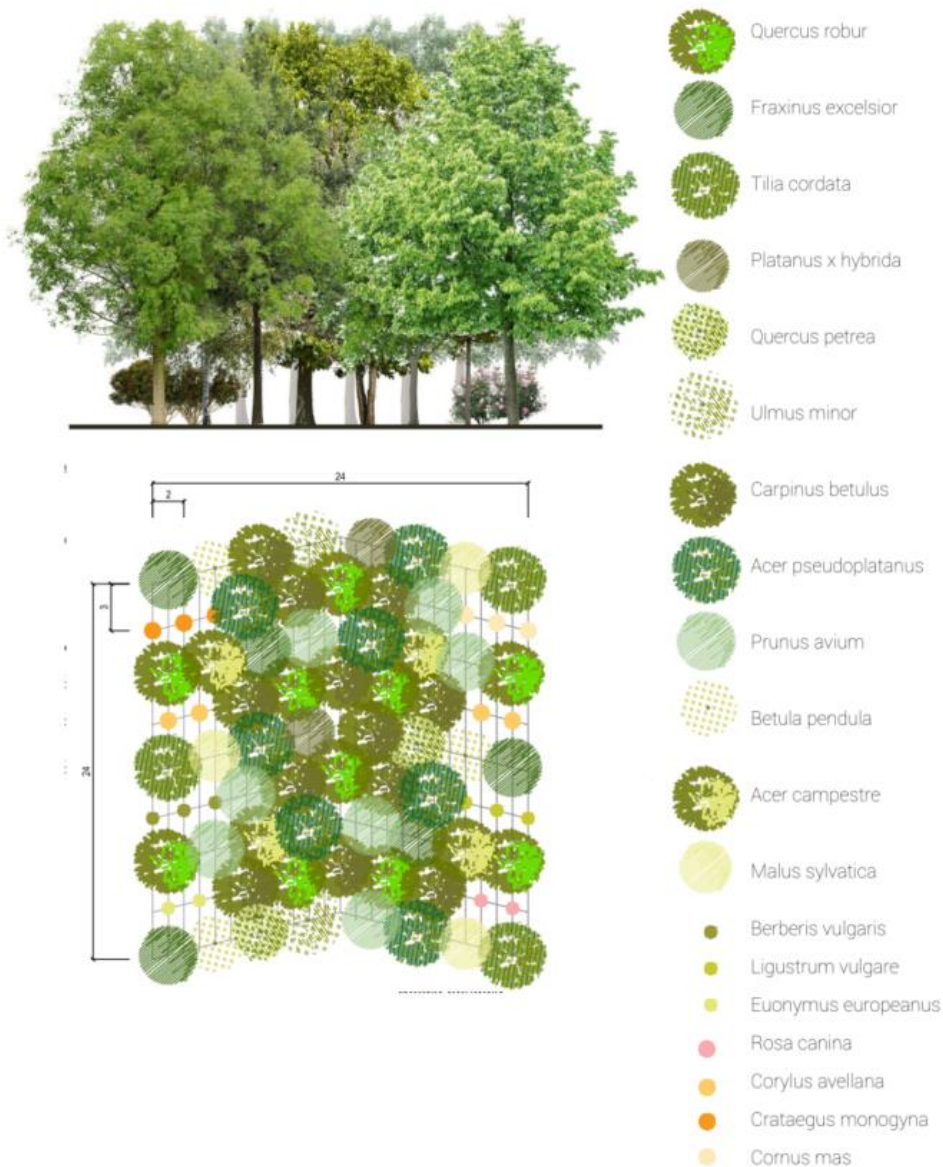 Quercus robur
Fraxinus excelsior
Tilia cordata
Platanus x hybrida
Quercus petrea
Ulmus minor
Carpinus betulus
Acer pseudoplatanus
Prunus avium
Betula pendula
Acer campestre
Malus sylvatica
Berberis vulgaris
Ligustrum vulgare
Euonymus europeanus
Rosa canina
Corylus avellana
Crataegus monogyna
Cornus mas
24
2
3
24